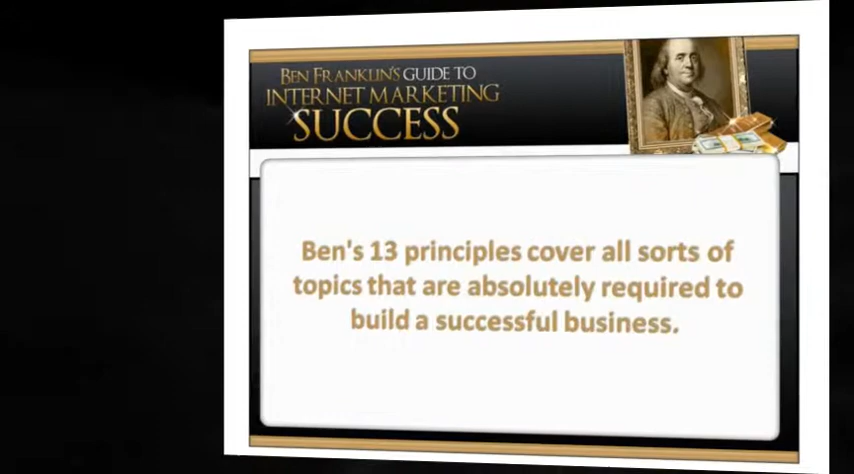 BEN FRANKLIN'S GUIDE TO
INTERNET MARKETING
SUCCESS
Ben's 13 principles cover all sorts of
topics that are absolutely required to
build a successful business.